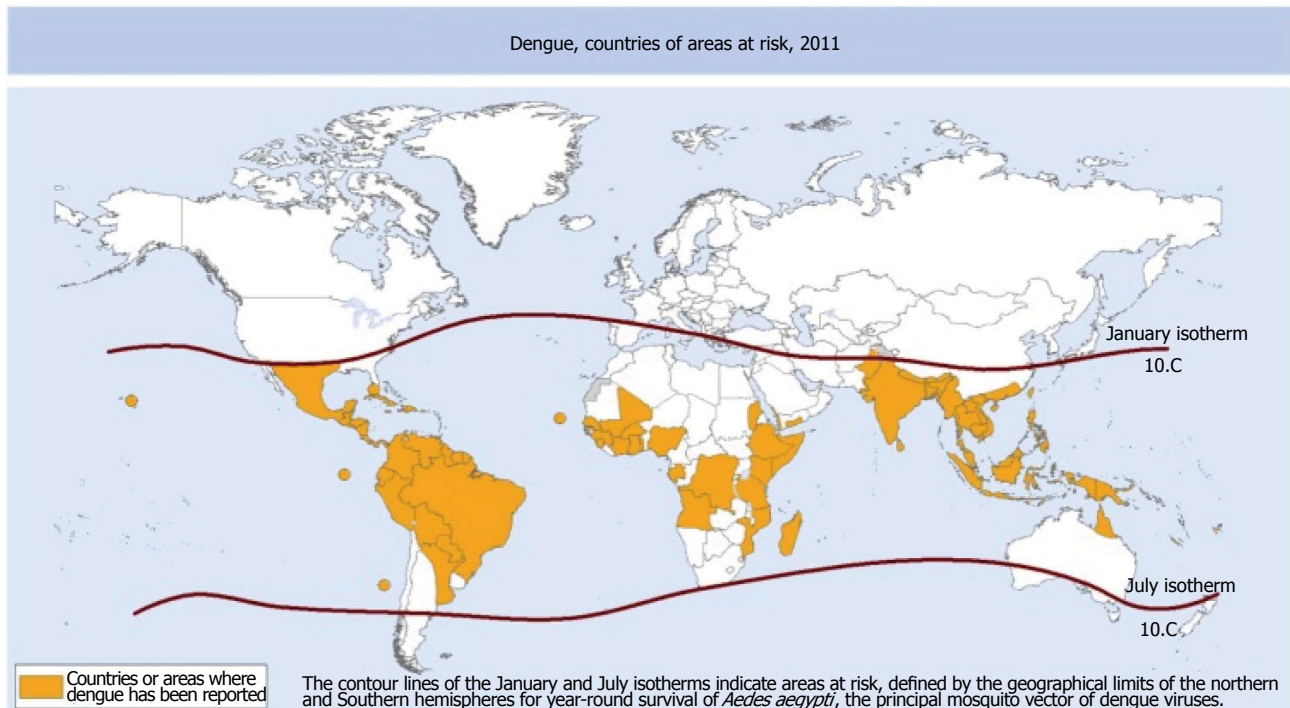 Dengue, countries of areas at risk, 2011
January isotherm
10.C
July isotherm
10.C
Countries or areas where
dengue has been reported
The contour lines of the January and July isotherms indicate areas at risk, defined by the geographical limits of the northern
and Southern hemispheres for year-round survival of Aedes aegypti, the principal mosquito vector of dengue viruses.